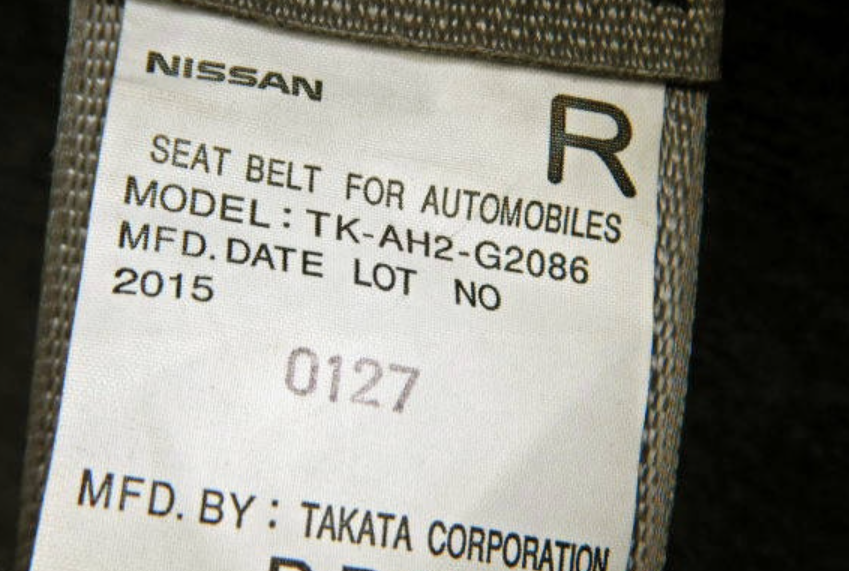 NISSAN
R
SEAT BELT FOR AUTOMOBILES
MODEL : TK-AH2-G2086
MFD. DATE LOT NO
2015
0127
MFD. BY : TAKATA CORPORATION